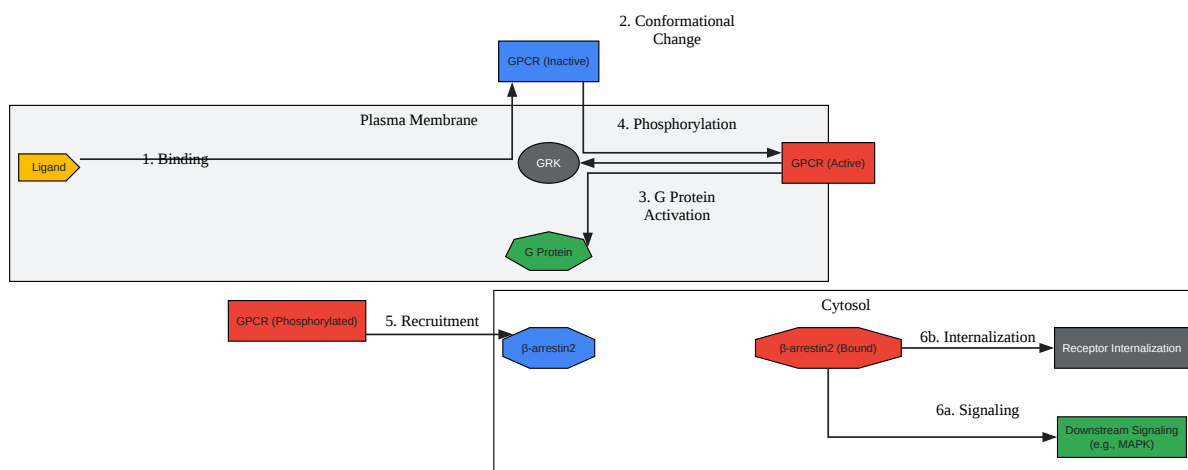 2. Conformational
Change
GPCR (Inactive)
Plasma Membrane
4. Phosphorylation
Ligand
1. Binding
GRK
GPCR (Active)
3. G Protein
Activation
G Protein
Cytosol
GPCR (Phosphorylated)
5. Recruitment
β-arrestin2
β-arrestin2 (Bound)
6b. Internalization
Receptor Internalization
6a. Signaling
Downstream Signaling
(e.g., MAPK)